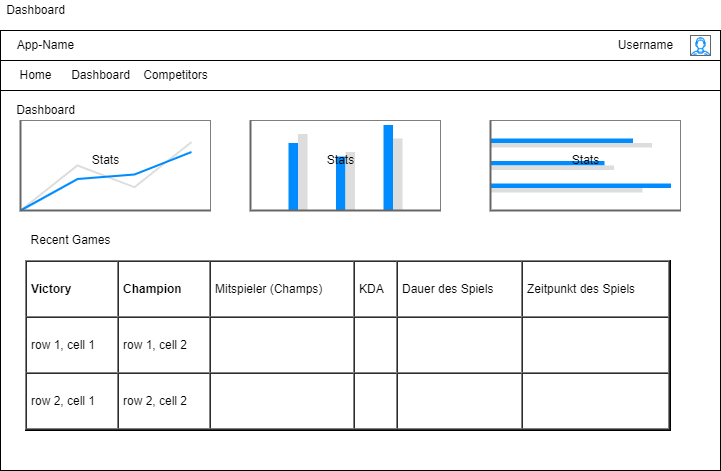 Dashboard
App-Name Username
Home Dashboard Competitors
Dashboard
Stats Stats Stats
Recent Games
Victory Champion Mitspieler (Champs) KDA Dauer des Spiels Zeitpunkt des Spiels
row 1, cell 1 row 1, cell 2
row 2, cell 1 row 2, cell 2